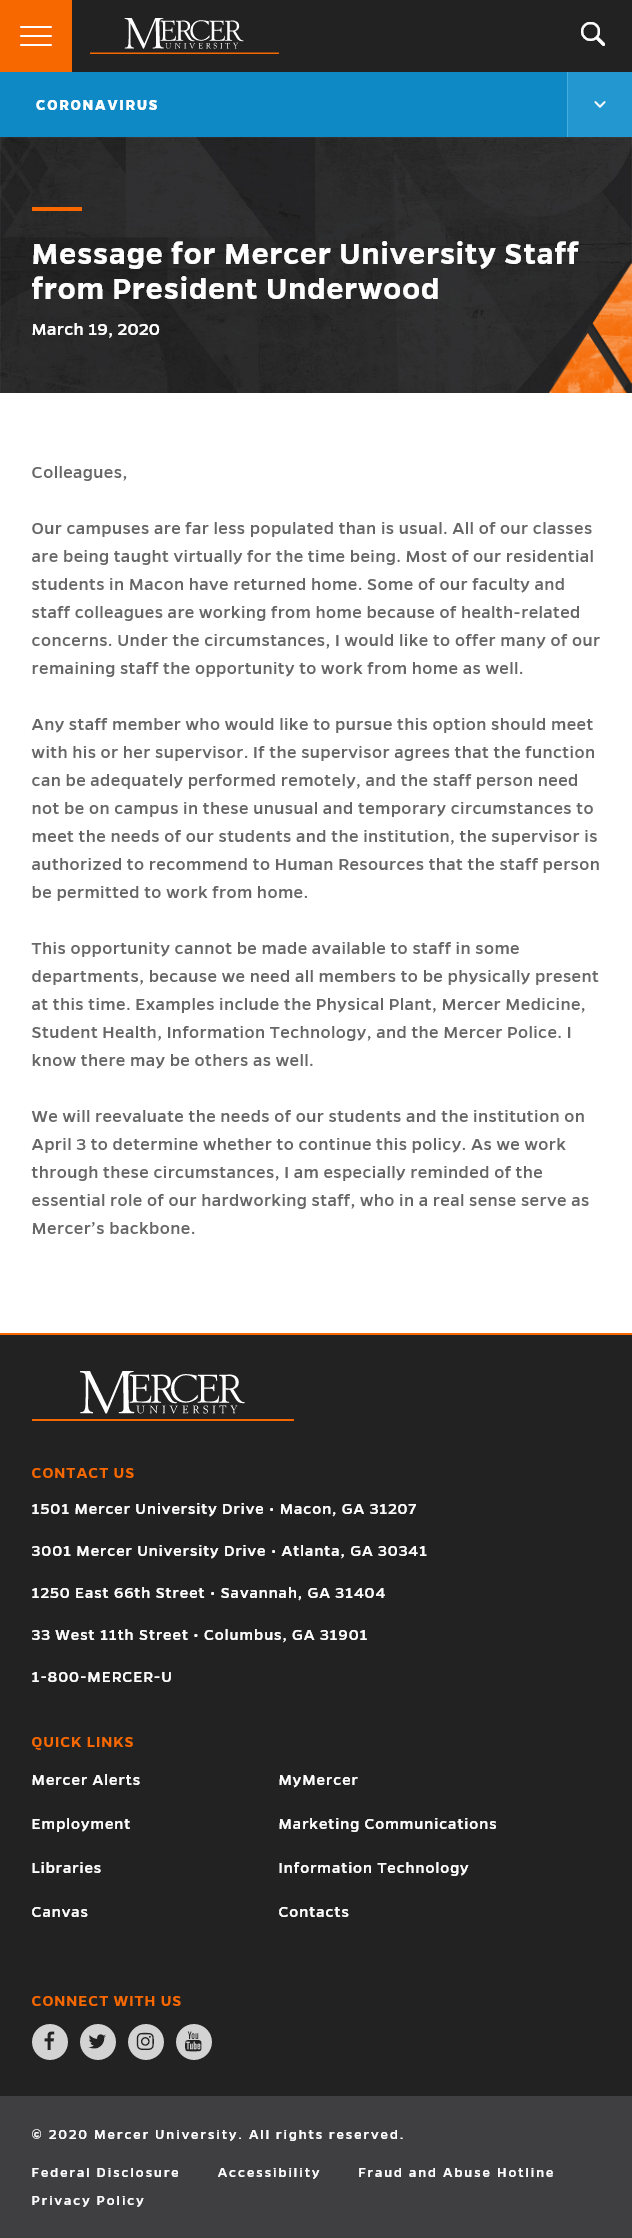 MERCER
UNIVERSITY
CORONAVIRUS
Message for Mercer University Staff
from President Underwood
March 19, 2020
Colleagues,
Our campuses are far less populated than is usual. All of our classes
are being taught virtually for the time being. Most of our residential
students in Macon have returned home. Some of our faculty and
staff colleagues are working from home because of health-related
concerns. Under the circumstances, I would like to offer many of our
remaining staff the opportunity to work from home as well.
Any staff member who would like to pursue this option should meet
with his or her supervisor. If the supervisor agrees that the function
can be adequately performed remotely, and the staff person need
not be on campus in these unusual and temporary circumstances to
meet the needs of our students and the institution, the supervisor is
authorized to recommend to Human Resources that the staff person
be permitted to work from home.
This opportunity cannot be made available to staff in some
departments, because we need all members to be physically present
at this time. Examples include the Physical Plant, Mercer Medicine,
Student Health, Information Technology, and the Mercer Police. I
know there may be others as well.
We will reevaluate the needs of our students and the institution on
April 3 to determine whether to continue this policy. As we work
through these circumstances, I am especially reminded of the
essential role of our hardworking staff, who in a real sense serve as
Mercer’s backbone.
MERCER
UNIVERSITY
CONTACT US
1501 Mercer University Drive • Macon, GA 31207
3001 Mercer University Drive • Atlanta, GA 30341
1250 East 66th Street • Savannah, GA 31404
33 West 11th Street • Columbus, GA 31901
1-800-MERCER-U
QUICK LINKS
Mercer Alerts MyMercer
Employment Marketing Communications
Libraries Information Technology
Canvas Contacts
CONNECT WITH US
You
Tube
© 2020 Mercer University. All rights reserved.
Federal Disclosure Accessibility Fraud and Abuse Hotline
Privacy Policy